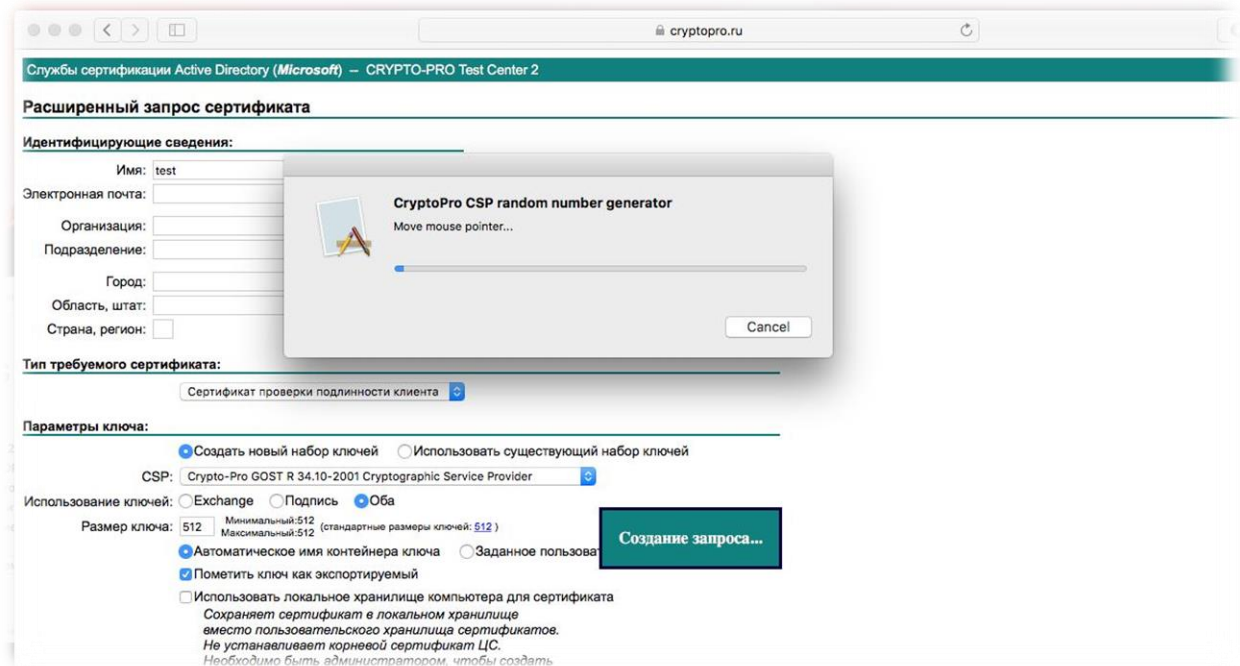 cryptopro.ru
Службы сертификации Active Directory (Microsoft) – CRYPTO-PRO Test Center 2
Расширенный запрос сертификата
Идентифицирующие сведения:
Имя: test
Электронная почта:
Организация:
Подразделение:
Город:
Область, штат:
Страна, регион:
CryptoPro CSP random number generator
Move mouse pointer...
Cancel
Тип требуемого сертификата:
Сертификат проверки подлинности клиента
Параметры ключа:
Создать новый набор ключей Использовать существующий набор ключей
CSP: Crypto-Pro GOST R 34.10-2001 Cryptographic Service Provider
Использование ключей: Exchange Подпись Оба
Размер ключа: 512 Минимальный:512 Максимальный:512 (стандартные размеры ключей: 512 )
Автоматическое имя контейнера ключа Заданное пользоват
Создание запроса...
Пометить ключ как экспортируемый
Использовать локальное хранилище компьютера для сертификата
Сохраняет сертификат в локальном хранилище
вместо пользовательского хранилища сертификатов.
Не устанавливает корневой сертификат ЦС.
Необходимо быть администратором, чтобы создать